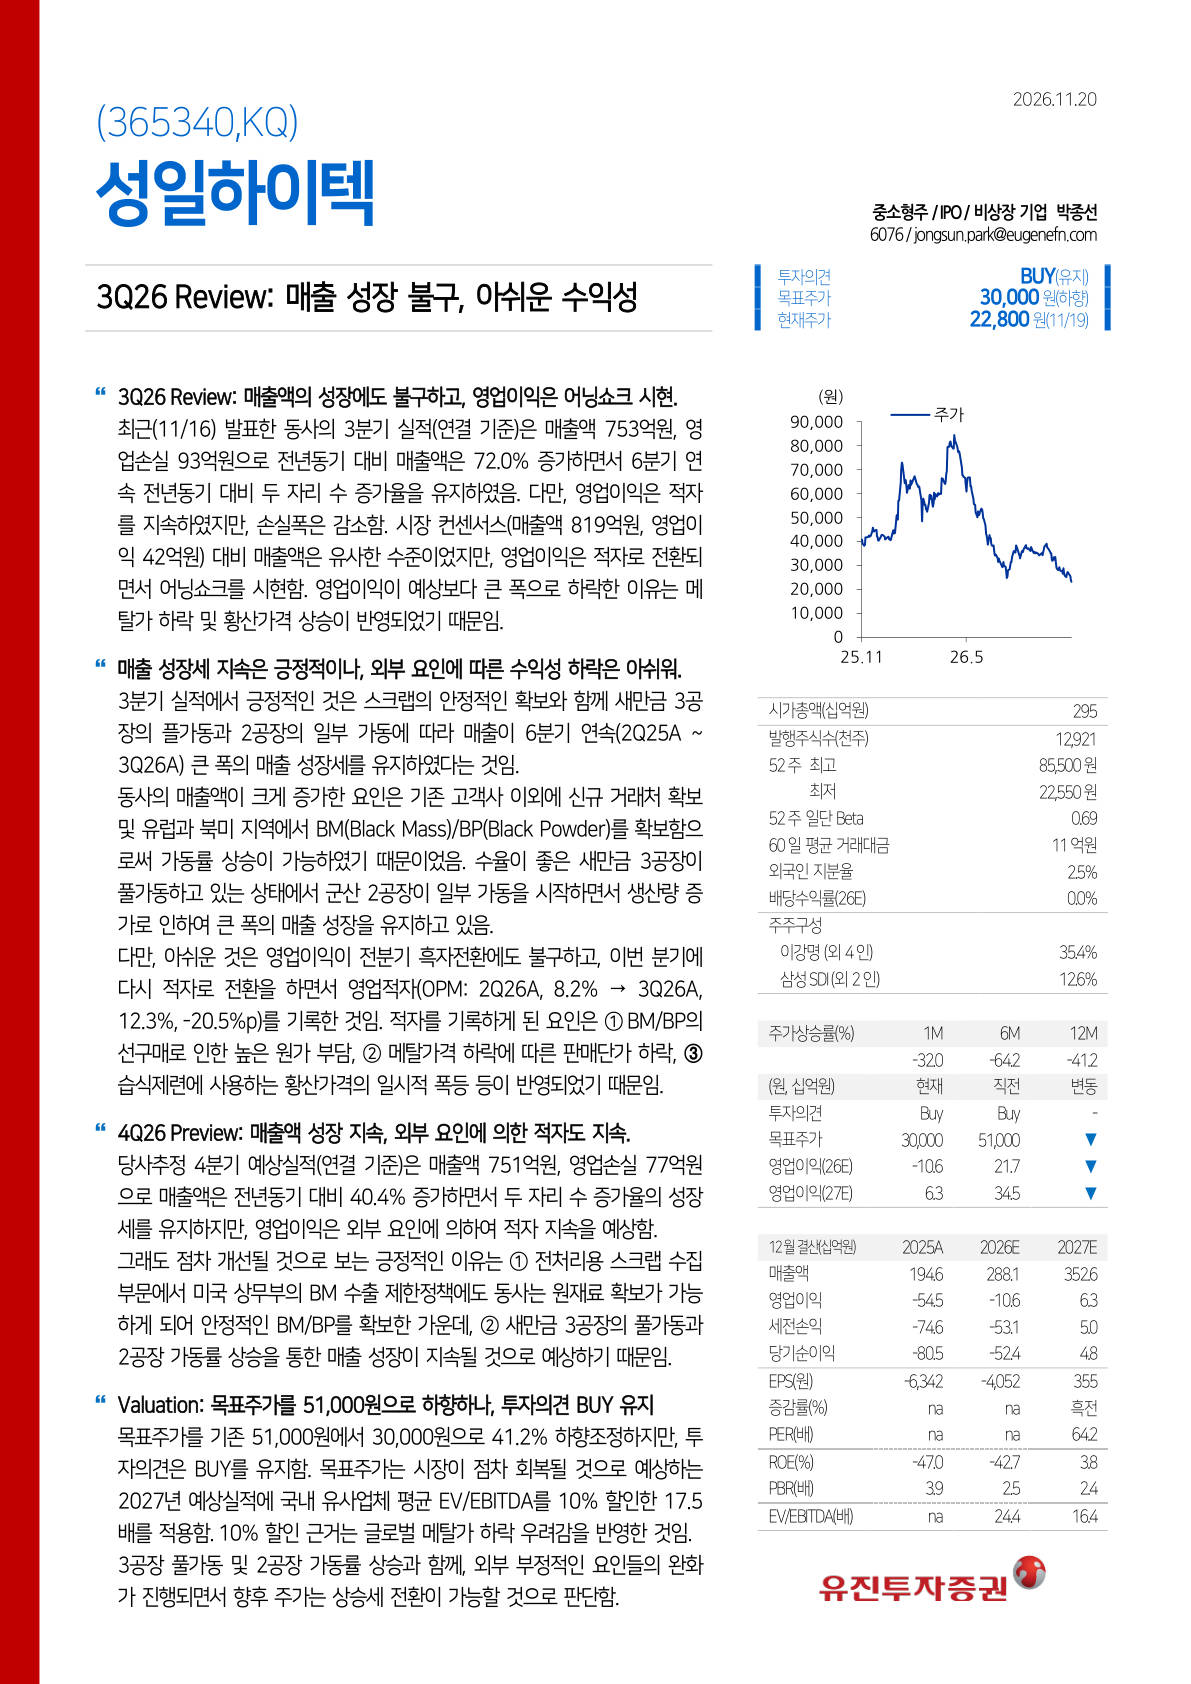 2026.11.20
(365340,KQ)
성일하이텍
중소형주 / IPO / 비상장 기업 박종선
6076 / jongsun.park@eugenefn.com
3Q26 Review: 매출 성장 불구, 아쉬운 수익성
투자의견 BUY(유지)
목표주가 30,000 원(하향)
현재주가 22,800 원(11/19)
“ 3Q26 Review: 매출액의 성장에도 불구하고, 영업이익은 어닝쇼크 시현.
최근(11/16) 발표한 동사의 3분기 실적(연결 기준)은 매출액 753억원, 영
업손실 93억원으로 전년동기 대비 매출액은 72.0% 증가하면서 6분기 연
속 전년동기 대비 두 자리 수 증가율을 유지하였음. 다만, 영업이익은 적자
를 지속하였지만, 손실폭은 감소함. 시장 컨센서스(매출액 819억원, 영업이
익 42억원) 대비 매출액은 유사한 수준이었지만, 영업이익은 적자로 전환되
면서 어닝쇼크를 시현함. 영업이익이 예상보다 큰 폭으로 하락한 이유는 메
탈가 하락 및 황산가격 상승이 반영되었기 때문임.
“ 매출 성장세 지속은 긍정적이나, 외부 요인에 따른 수익성 하락은 아쉬워.
3분기 실적에서 긍정적인 것은 스크랩의 안정적인 확보와 함께 새만금 3공
장의 플가동과 2공장의 일부 가동에 따라 매출이 6분기 연속(2Q25A ~
3Q26A) 큰 폭의 매출 성장세를 유지하였다는 것임.
동사의 매출액이 크게 증가한 요인은 기존 고객사 이외에 신규 거래처 확보
및 유럽과 북미 지역에서 BM(Black Mass)/BP(Black Powder)를 확보함으
로써 가동률 상승이 가능하였기 때문이었음. 수율이 좋은 새만금 3공장이
풀가동하고 있는 상태에서 군산 2공장이 일부 가동을 시작하면서 생산량 증
가로 인하여 큰 폭의 매출 성장을 유지하고 있음.
다만, 아쉬운 것은 영업이익이 전분기 흑자전환에도 불구하고, 이번 분기에
다시 적자로 전환을 하면서 영업적자(OPM: 2Q26A, 8.2% → 3Q26A,
12.3%, -20.5%p)를 기록한 것임. 적자를 기록하게 된 요인은 ① BM/BP의
선구매로 인한 높은 원가 부담, ② 메탈가격 하락에 따른 판매단가 하락, ③
습식제련에 사용하는 황산가격의 일시적 폭등 등이 반영되었기 때문임.
“ 4Q26 Preview: 매출액 성장 지속, 외부 요인에 의한 적자도 지속.
당사추정 4분기 예상실적(연결 기준)은 매출액 751억원, 영업손실 77억원
으로 매출액은 전년동기 대비 40.4% 증가하면서 두 자리 수 증가율의 성장
세를 유지하지만, 영업이익은 외부 요인에 의하여 적자 지속을 예상함.
그래도 점차 개선될 것으로 보는 긍정적인 이유는 ① 전처리용 스크랩 수집
부문에서 미국 상무부의 BM 수출 제한정책에도 동사는 원재료 확보가 가능
하게 되어 안정적인 BM/BP를 확보한 가운데, ② 새만금 3공장의 풀가동과
2공장 가동률 상승을 통한 매출 성장이 지속될 것으로 예상하기 때문임.
“ Valuation: 목표주가를 51,000원으로 하향하나, 투자의견 BUY 유지
목표주가를 기존 51,000원에서 30,000원으로 41.2% 하향조정하지만, 투
자의견은 BUY를 유지함. 목표주가는 시장이 점차 회복될 것으로 예상하는
2027년 예상실적에 국내 유사업체 평균 EV/EBITDA를 10% 할인한 17.5
배를 적용함. 10% 할인 근거는 글로벌 메탈가 하락 우려감을 반영한 것임.
3공장 풀가동 및 2공장 가동률 상승과 함께, 외부 부정적인 요인들의 완화
가 진행되면서 향후 주가는 상승세 전환이 가능할 것으로 판단함.
(원)
주가
90,000
80,000
70,000
60,000
50,000
40,000
30,000
20,000
10,000
0
25.11 26.5
시가총액(십억원) 295
발행주식수(천주) 12,921
52 주 최고 85,500 원
최저 22,550 원
52 주 일단 Beta 0.69
60 일 평균 거래대금 11 억원
외국인 지분율 2.5%
배당수익률(26E) 0.0%
주주구성
이강명 (외 4 인) 35.4%
삼성 SDI (외 2 인) 12.6%
주가상승률(%) 1M 6M 12M
-32.0 -64.2 -41.2
(원, 십억원) 현재 직전 변동
투자의견 Buy Buy -
목표주가 30,000 51,000 ▼
영업이익(26E) -10.6 21.7 ▼
영업이익(27E) 6.3 34.5 ▼
12 월 결산(십억원) 2025A 2026E 2027E
매출액 194.6 288.1 352.6
영업이익 -54.5 -10.6 6.3
세전손익 -74.6 -53.1 5.0
당기순이익 -80.5 -52.4 4.8
EPS(원) -6,342 -4,052 355
증감률(%) na na 흑전
PER(배) na na 64.2
ROE(%) -47.0 -42.7 3.8
PBR(배) 3.9 2.5 2.4
EV/EBITDA(배) na 24.4 16.4
유진투자증권